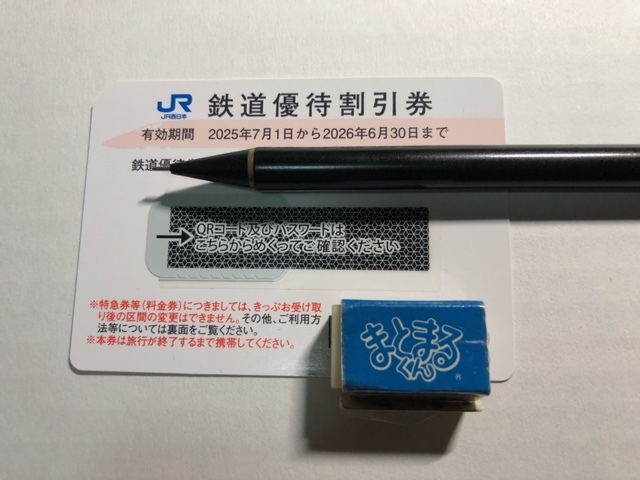 JR 鉄道優待割引券
JR西日本
有効期間 2025年7月1日から2026年6月30日まで
鉄道優待
QRコード及びパスワードは
こちらからめくってご確認ください
※特急券等(料金券)につきましては、きっぷお受け取
り後の区間の変更はできません。その他、ご利用方
法等については裏面をご覧ください。
※本券は旅行が終了するまで携帯してください。
まとまる
くん
®